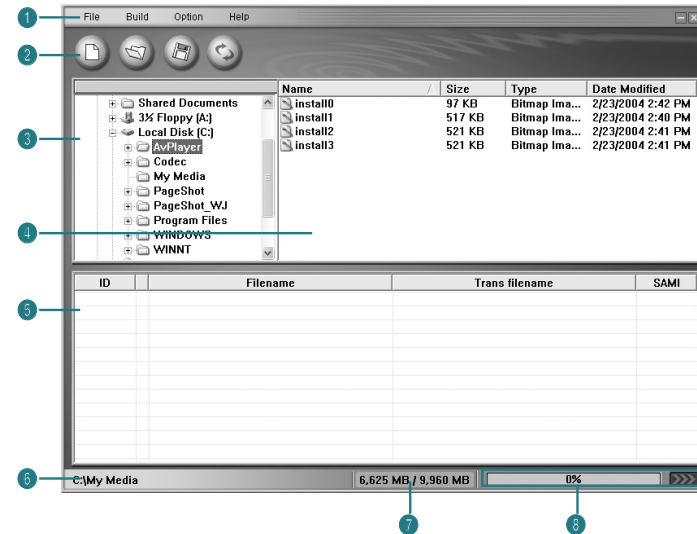 1 File Build Option Help
2
Name / Size Type Date Modified
Shared Documents
3½ Floppy (A:)
Local Disk (C:)
3 AvPlayer
Codec
My Media
PageShot
PageShot_WJ
Program Files
4 WINDOWS
WINNT
install0 97 KB Bitmap Ima... 2/23/2004 2:42 PM
install1 517 KB Bitmap Ima... 2/23/2004 2:40 PM
install2 521 KB Bitmap Ima... 2/23/2004 2:41 PM
install3 521 KB Bitmap Ima... 2/23/2004 2:41 PM
ID Filename Trans filename SAMI
5
6 C:\My Media 6,625 MB / 9,960 MB 0%
7 8